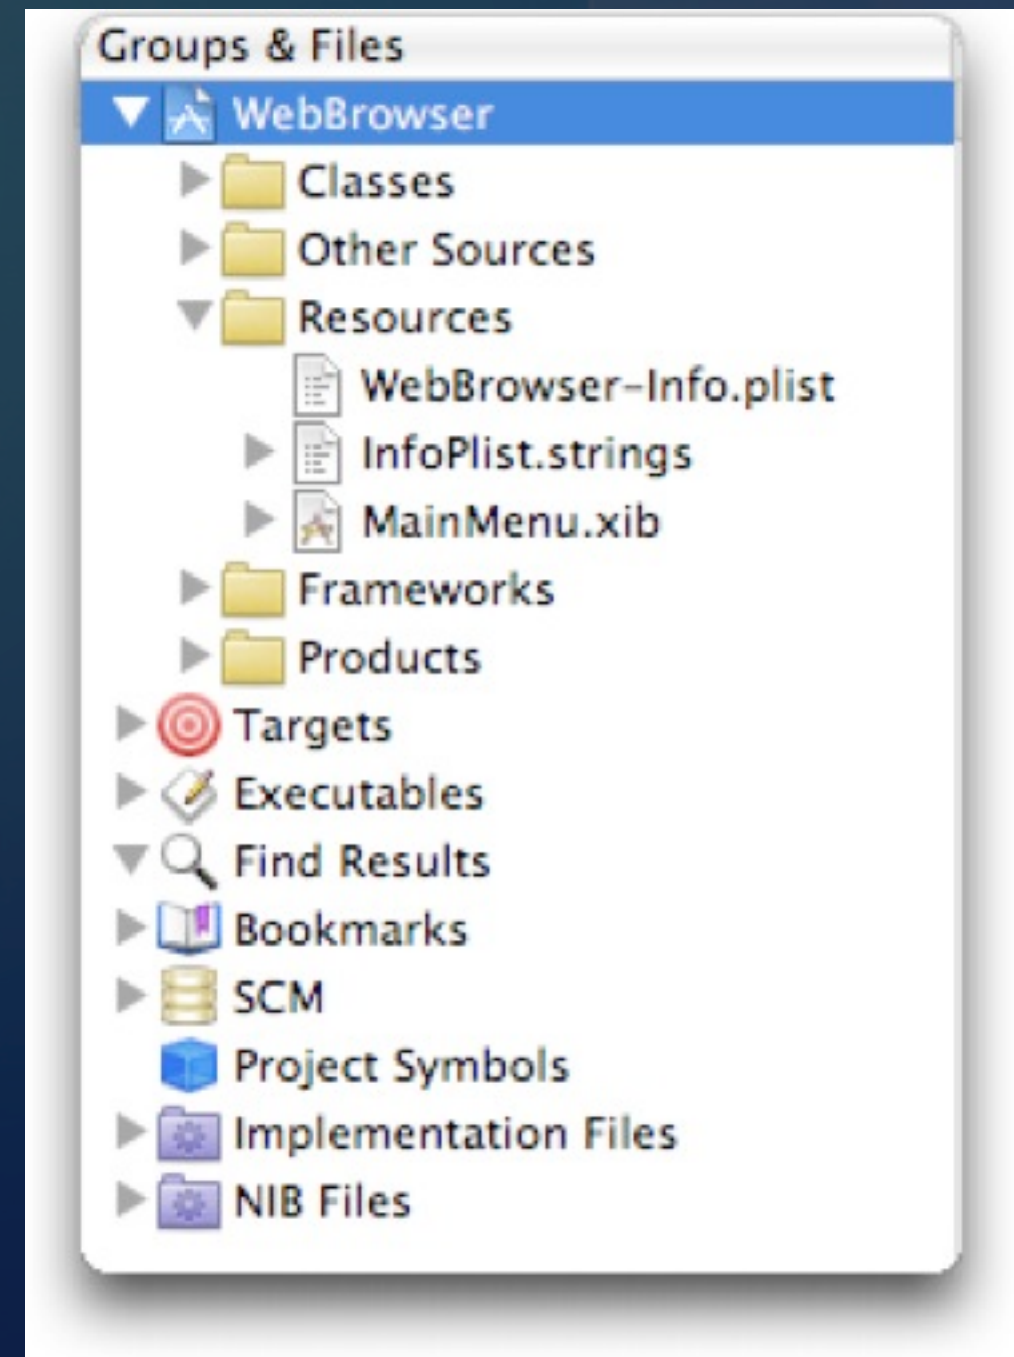 Groups & Files
WebBrowser
Classes
Other Sources
Resources
WebBrowser-Info.plist
InfoPlist.strings
MainMenu.xib
Frameworks
Products
Targets
Executables
Find Results
Bookmarks
SCM
Project Symbols
Implementation Files
NIB Files